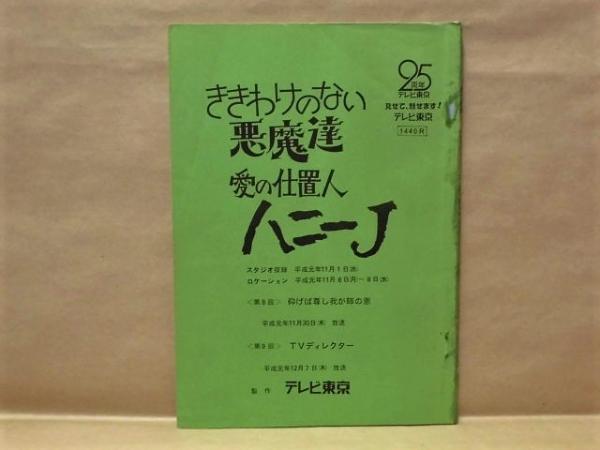 25
周年
テレビ東京
見せて、魅せます！
テレビ東京
1440R
ききわけのない
悪魔達
愛の仕置人
ハニーJ
スタジオ収録 平成元年11月1日(水)
ロケーション 平成元年11月6日(月)～8日(水)
〈第8回〉 仰げば尊し我が師の恩
平成元年11月30日(木) 放送
〈第9回〉 TVディレクター
平成元年12月7日(木) 放送
製作 テレビ東京